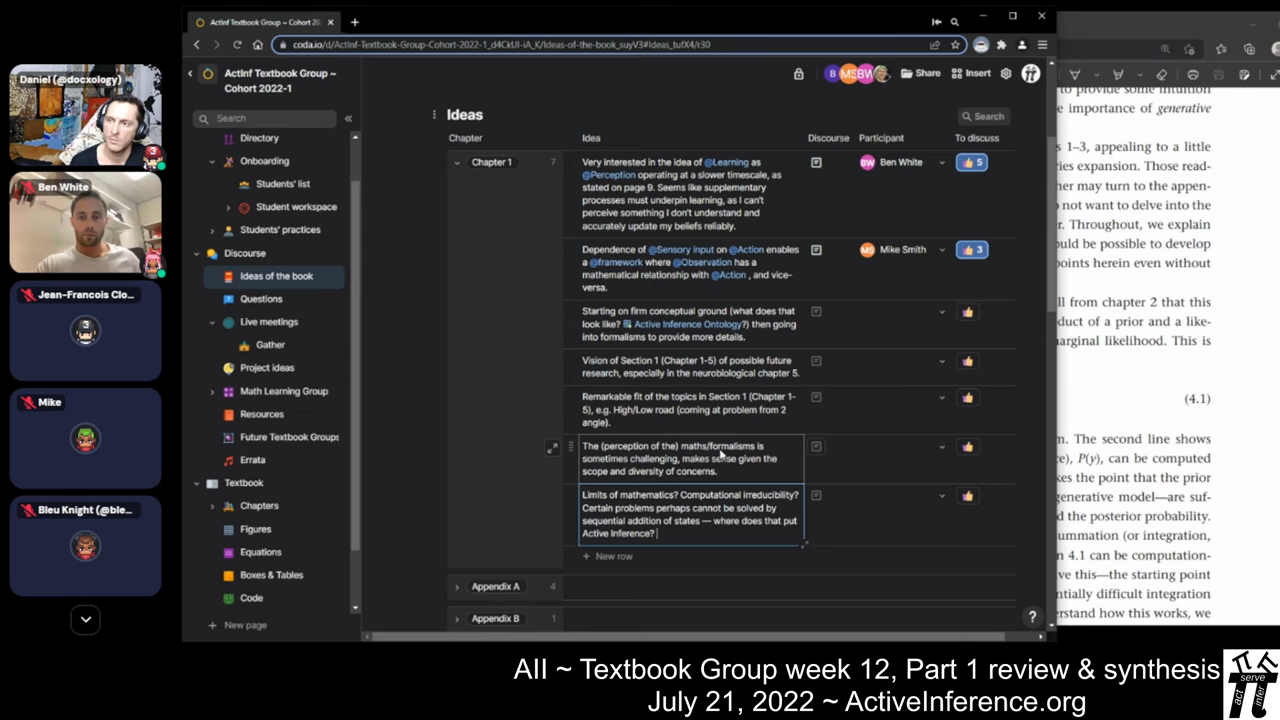 Daniel (@docxology)
Ben White
Jean-Francois Clo...
Mike
Bleu Knight (@ble...
ActInf Textbook Group ~ Cohort 20
coda.io/d/ActInf-Textbook-Group-Cohort-2022-1_d4CkUI-iA_K/Ideas-of-the-book_suyV3#Ideas_tufX4/r30
ActInf Textbook Group ~
Cohort 2022-1
Search
Directory
Onboarding
Students' list
Student workspace
Students' practices
Discourse
Ideas of the book
Questions
Live meetings
Gather
Project ideas
Math Learning Group
Resources
Future Textbook Groups
Errata
Textbook
Chapters
Figures
Equations
Boxes & Tables
Code
New page
B MS BW
Share
Insert
Ideas
Search
Chapter Idea Discourse Participant To discuss
Chapter 1 7
Very interested in the idea of @Learning as
@Perception operating at a slower timescale, as
stated on page 9. Seems like supplementary
processes must underpin learning, as I can't
perceive something I don't understand and
accurately update my beliefs reliably.
BW Ben White
5
Dependence of @Sensory input on @Action enables
a @framework where @Observation has a
mathematical relationship with @Action , and vice-
versa.
MS Mike Smith
3
Starting on firm conceptual ground (what does that
look like? Active Inference Ontology?) then going
into formalisms to provide more details.
Vision of Section 1 (Chapter 1-5) of possible future
research, especially in the neurobiological chapter 5.
Remarkable fit of the topics in Section 1 (Chapter 1-
5), e.g. High/Low road (coming at problem from 2
angle).
The (perception of the) maths/formalisms is
sometimes challenging, makes sense given the
scope and diversity of concerns.
Limits of mathematics? Computational irreducibility?
Certain problems perhaps cannot be solved by
sequential addition of states — where does that put
Active Inference?
New row
Appendix A 4
Appendix B 1
?
to provide some intuition
e importance of generative
s 1–3, appealing to a little
ries expansion. Those read-
her may turn to the appen-
o not want to delve into the
r. Throughout, we explain
ould be possible to develop
points herein even without
ll from chapter 2 that this
duct of a prior and a like-
arginal likelihood. This is
(4.1)
m. The second line shows
e), P(y), can be computed
kes the point that the prior
generative model—are suf-
d the posterior probability.
mmation (or integration,
n 4.1 can be computation-
ve this—the starting point
entially difficult integration
erstand how this works, we
AII ~ Textbook Group week 12, Part 1 review & synthesis
July 21, 2022 ~ ActiveInference.org
act
serve
infer